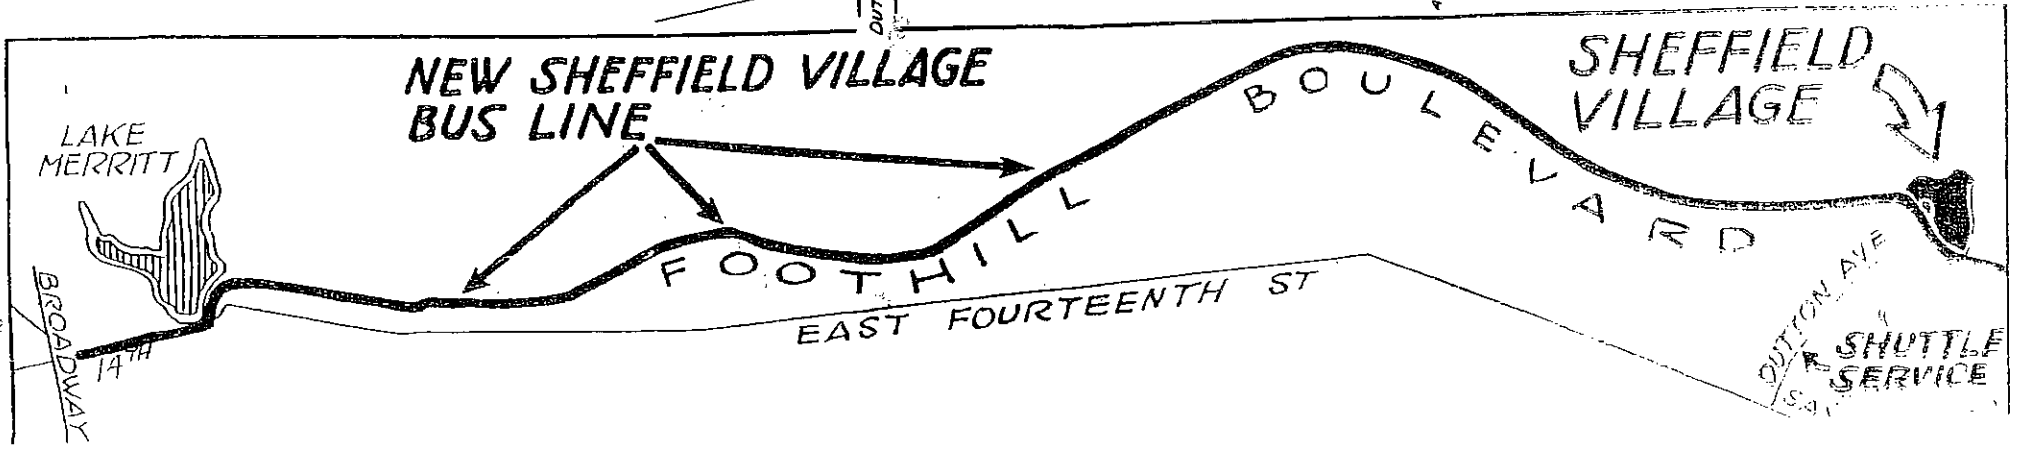 DUT
NEW SHEFFIELD VILLAGE
BUS LINE
SHEFFIELD
VILLAGE
LAKE
MERRITT
BROADWAY
14TH
FOOTHILL BOULEVARD
EAST FOURTEENTH ST
DUTTON AVE
SHUTTLE
SERVICE